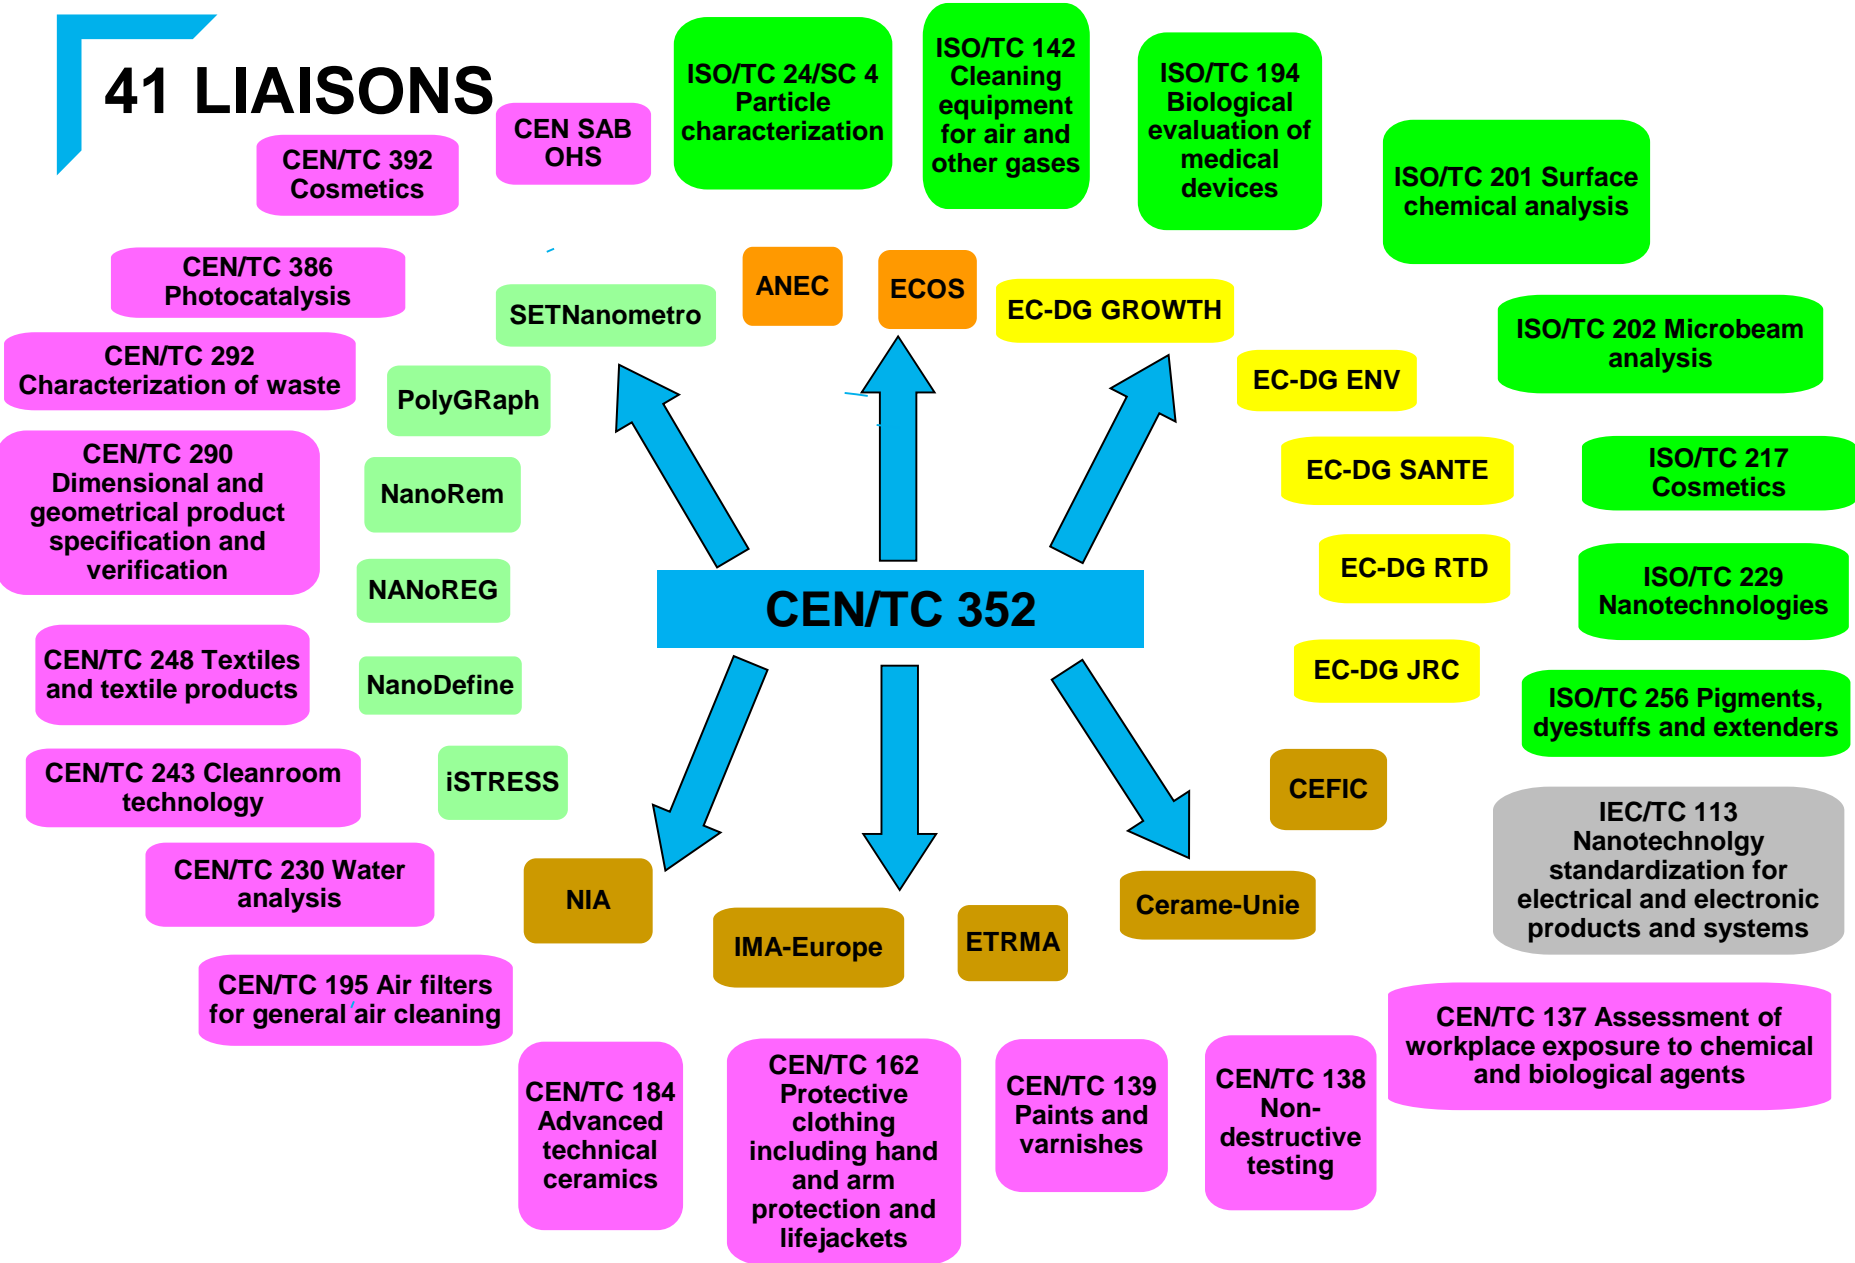 41 LIAISONS
CEN SAB
OHS
ISO/TC 24/SC 4
Particle
characterization
ISO/TC 142
Cleaning
equipment
for air and
other gases
ISO/TC 194
Biological
evaluation of
medical
devices
ISO/TC 201 Surface
chemical analysis
CEN/TC 392
Cosmetics
CEN/TC 386
Photocatalysis
SETNanometro
ANEC
ECOS
EC-DG GROWTH
ISO/TC 202 Microbeam
analysis
CEN/TC 292
Characterization of waste
PolyGRaph
EC-DG ENV
CEN/TC 290
Dimensional and
geometrical product
specification and
verification
NanoRem
EC-DG SANTE
ISO/TC 217
Cosmetics
NANoREG
CEN/TC 352
EC-DG RTD
ISO/TC 229
Nanotechnologies
CEN/TC 248 Textiles
and textile products
NanoDefine
EC-DG JRC
ISO/TC 256 Pigments,
dyestuffs and extenders
CEN/TC 243 Cleanroom
technology
iSTRESS
CEFIC
IEC/TC 113
Nanotechnolgy
standardization for
electrical and electronic
products and systems
CEN/TC 230 Water
analysis
NIA
IMA-Europe
ETRMA
Cerame-Unie
CEN/TC 195 Air filters
for general air cleaning
CEN/TC 137 Assessment of
workplace exposure to chemical
and biological agents
CEN/TC 184
Advanced
technical
ceramics
CEN/TC 162
Protective
clothing
including hand
and arm
protection and
lifejackets
CEN/TC 139
Paints and
varnishes
CEN/TC 138
Non-
destructive
testing